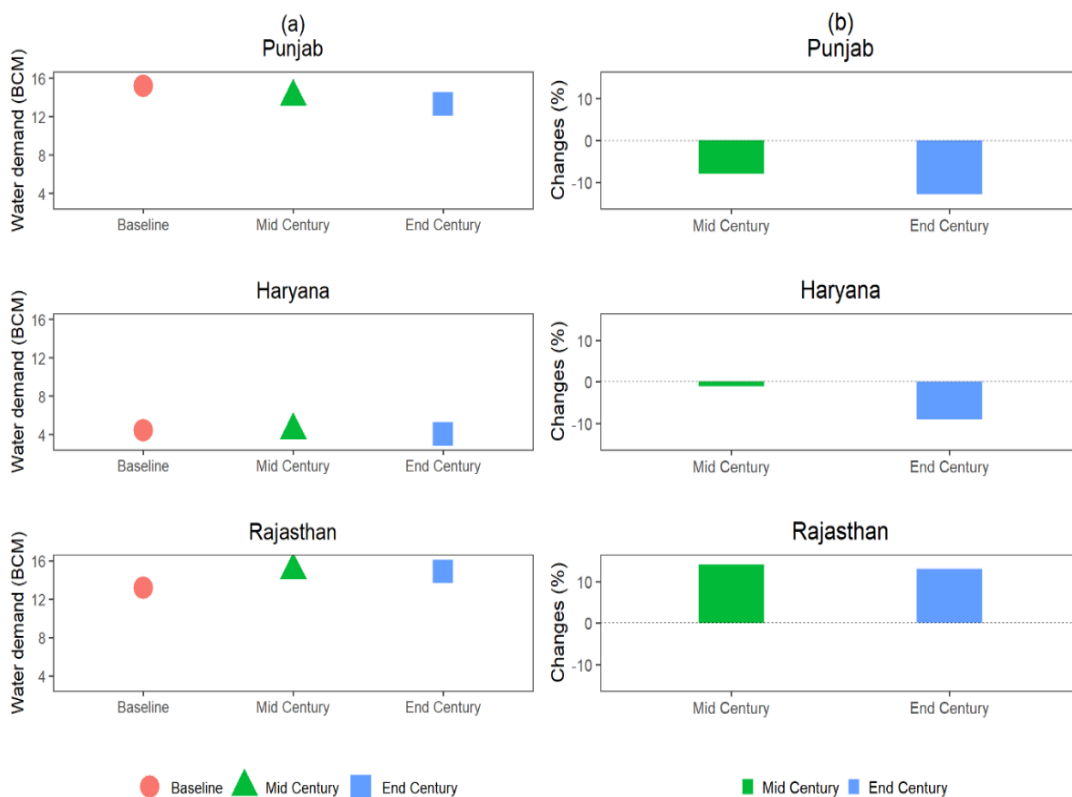 (a)
Punjab
Water demand (BCM)
16
12
8
4
Baseline
Mid Century
End Century
(b)
Punjab
Changes (%)
10
0
-10
Mid Century
End Century
Haryana
Water demand (BCM)
16
12
8
4
Baseline
Mid Century
End Century
Haryana
Changes (%)
10
0
-10
Mid Century
End Century
Rajasthan
Water demand (BCM)
16
12
8
4
Baseline
Mid Century
End Century
Rajasthan
Changes (%)
10
0
-10
Mid Century
End Century
Baseline
Mid Century
End Century
Mid Century
End Century